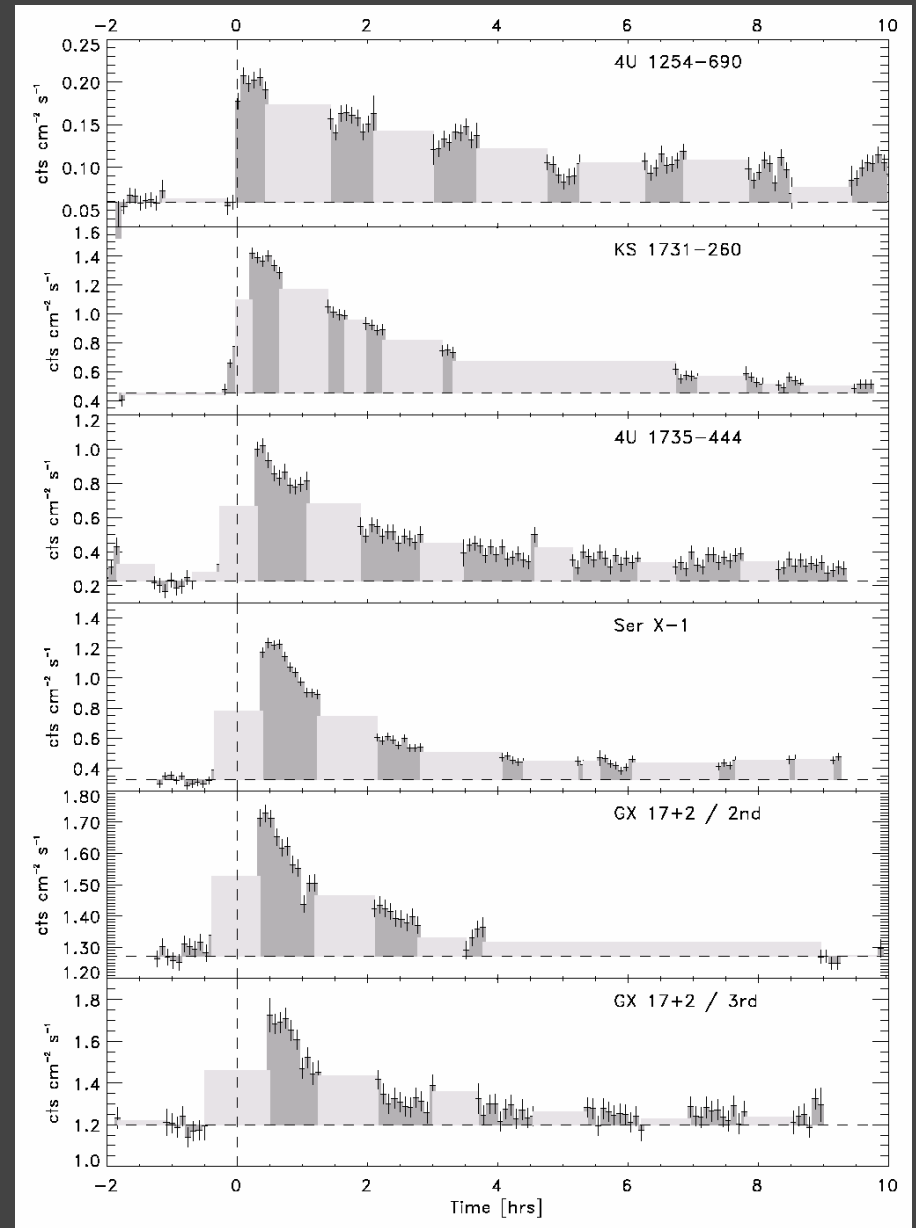 −2 0 2 4 6 8 10
4U 1254−690
0.25
0.20
0.15
0.10
0.05
cts cm⁻² s⁻¹
KS 1731−260
1.6
1.4
1.2
1.0
0.8
0.6
0.4
cts cm⁻² s⁻¹
4U 1735−444
1.2
1.0
0.8
0.6
0.4
0.2
cts cm⁻² s⁻¹
Ser X−1
1.4
1.2
1.0
0.8
0.6
0.4
cts cm⁻² s⁻¹
GX 17+2 / 2nd
1.80
1.70
1.60
1.50
1.40
1.30
1.20
cts cm⁻² s⁻¹
GX 17+2 / 3rd
1.8
1.6
1.4
1.2
1.0
cts cm⁻² s⁻¹
−2 0 2 4 6 8 10
Time [hrs]